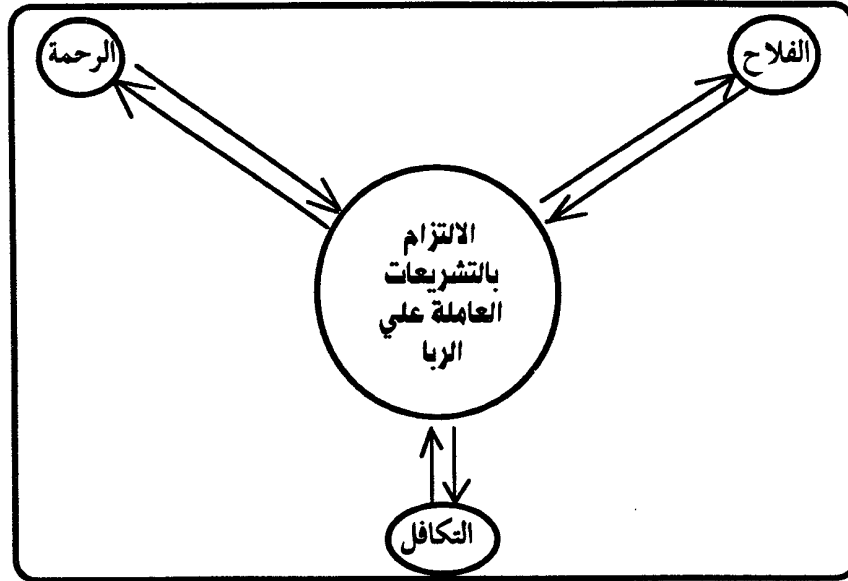 الفلاح
الرحمة
الالتزام
بالتشريعات
العاملة علي
الربا
التكافل